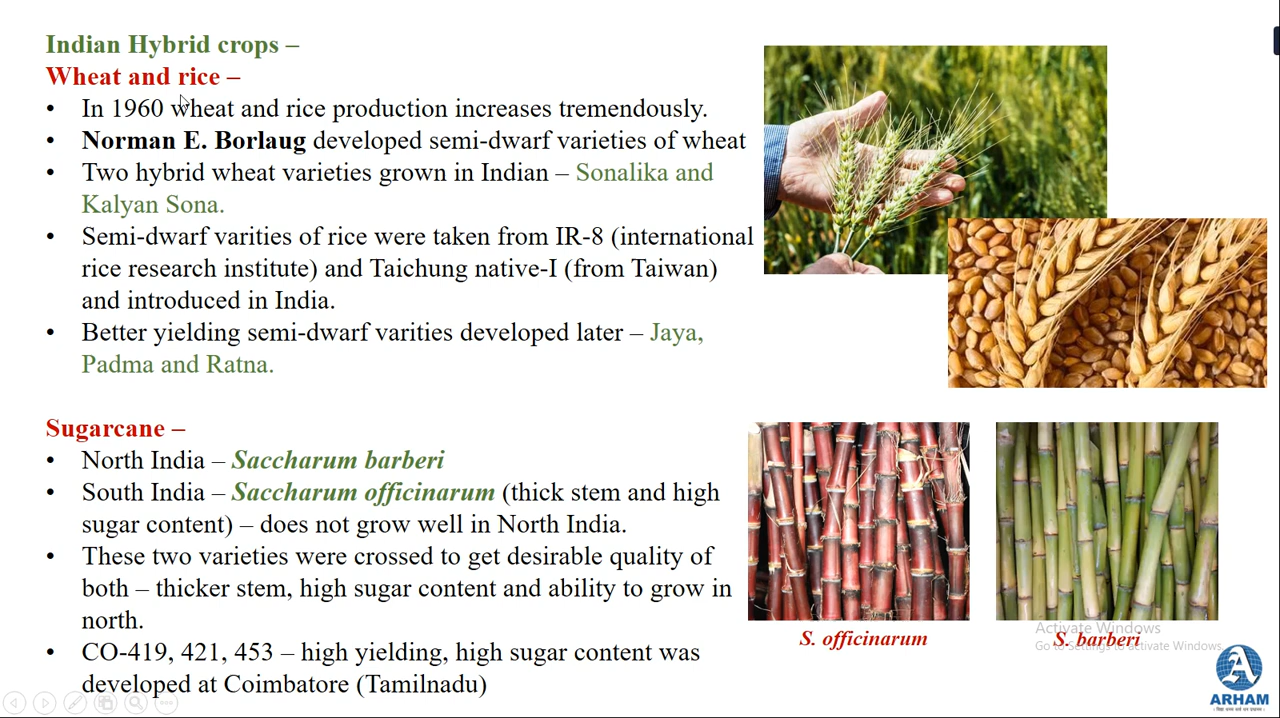 Indian Hybrid crops –
Wheat and rice –
• In 1960 wheat and rice production increases tremendously.
• Norman E. Borlaug developed semi-dwarf varieties of wheat
• Two hybrid wheat varieties grown in Indian – Sonalika and
Kalyan Sona.
• Semi-dwarf varities of rice were taken from IR-8 (international
rice research institute) and Taichung native-I (from Taiwan)
and introduced in India.
• Better yielding semi-dwarf varities developed later – Jaya,
Padma and Ratna.
Sugarcane –
• North India – Saccharum barberi
• South India – Saccharum officinarum (thick stem and high
sugar content) – does not grow well in North India.
• These two varieties were crossed to get desirable quality of
both – thicker stem, high sugar content and ability to grow in
north.
• CO-419, 421, 453 – high yielding, high sugar content was
developed at Coimbatore (Tamilnadu)
S. officinarum
S. barberi
Activate Windows
Go to Settings to activate Windows.
ARHAM